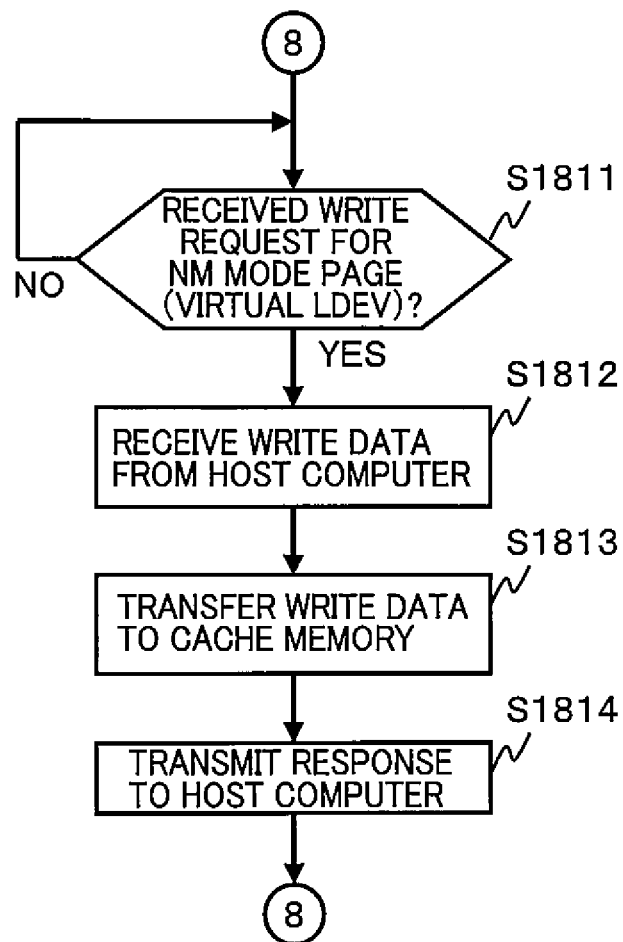 8
S1811
RECEIVED WRITE
REQUEST FOR
NM MODE PAGE
(VIRTUAL LDEV)?
NO
YES
S1812
RECEIVE WRITE DATA
FROM HOST COMPUTER
S1813
TRANSFER WRITE DATA
TO CACHE MEMORY
S1814
TRANSMIT RESPONSE
TO HOST COMPUTER
8